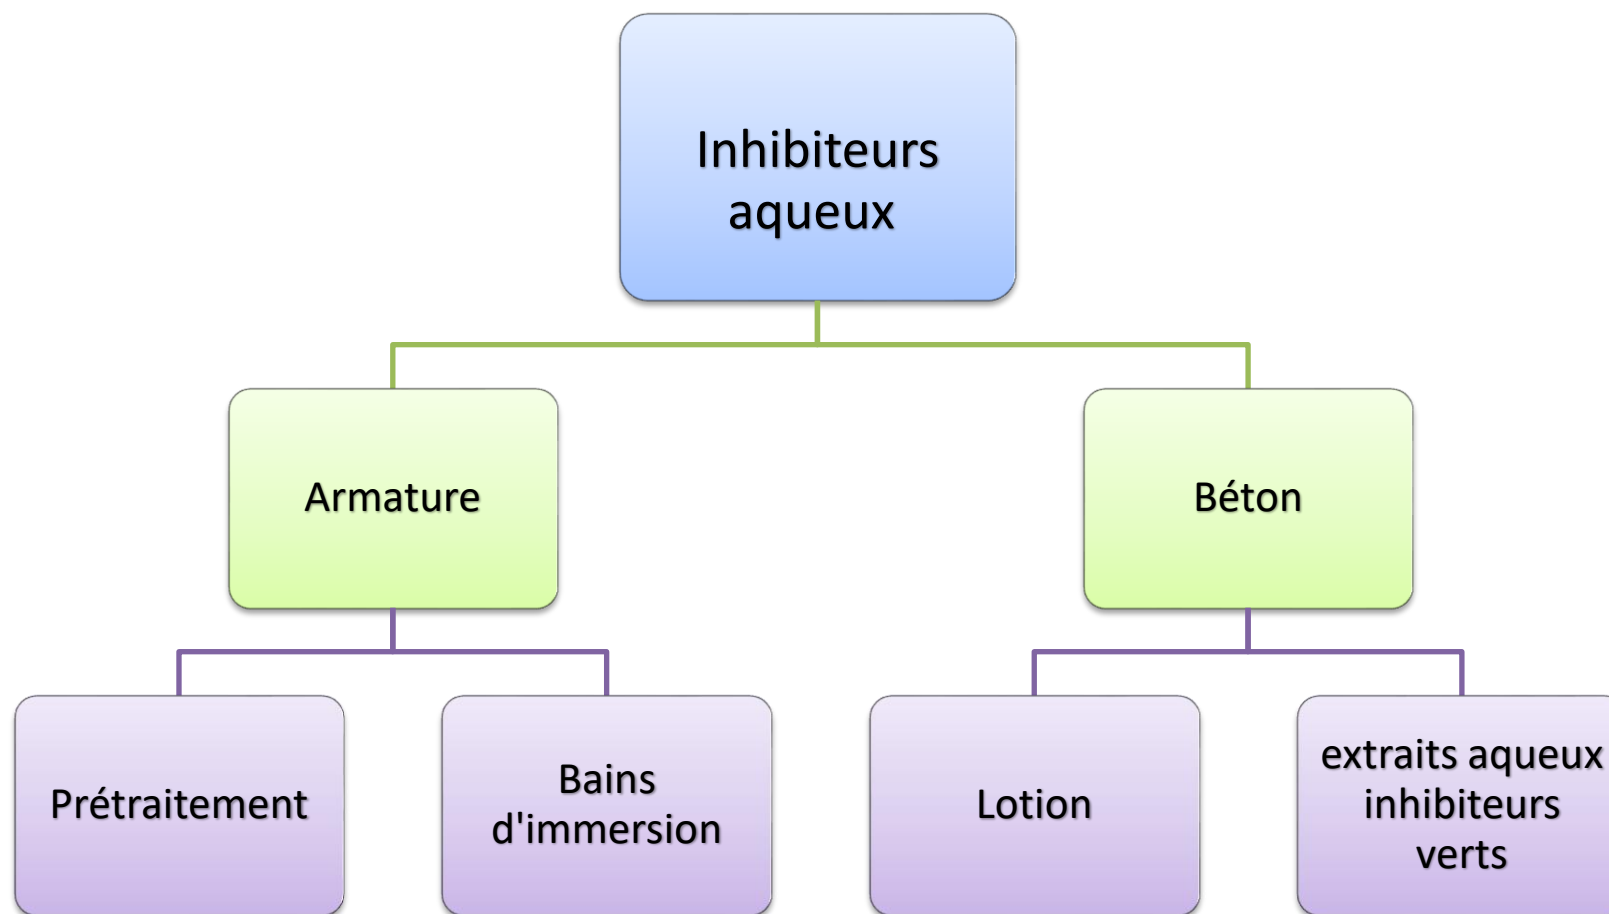 Inhibiteurs
aqueux
Armature
Béton
Prétraitement
Bains
d'immersion
Lotion
extraits aqueux
inhibiteurs
verts